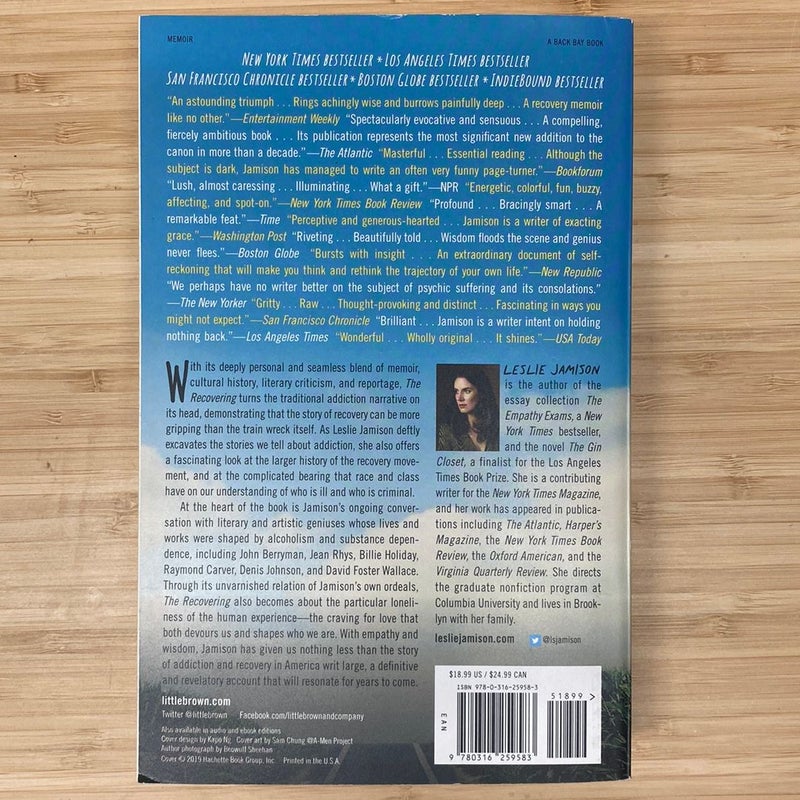 MEMOIR
A BACK BAY BOOK
NEW YORK TIMES BESTSELLER * LOS ANGELES TIMES BESTSELLER
SAN FRANCISCO CHRONICLE BESTSELLER * BOSTON GLOBE BESTSELLER * INDIEBOUND BESTSELLER
"An astounding triumph . . . Rings achingly wise and burrows painfully deep . . . A recovery memoir
like no other."—Entertainment Weekly "Spectacularly evocative and sensuous . . . A compelling,
fiercely ambitious book . . . Its publication represents the most significant new addition to the
canon in more than a decade."—The Atlantic "Masterful . . . Essential reading . . . Although the
subject is dark, Jamison has managed to write an often very funny page-turner."—Bookforum
"Lush, almost caressing . . . Illuminating . . . What a gift."—NPR "Energetic, colorful, fun, buzzy,
affecting, and spot-on."—New York Times Book Review "Profound . . . Bracingly smart . . . A
remarkable feat."—Time "Perceptive and generous-hearted . . . Jamison is a writer of exacting
grace."—Washington Post "Riveting . . . Beautifully told . . . Wisdom floods the scene and genius
never flees."—Boston Globe "Bursts with insight . . . An extraordinary document of self-
reckoning that will make you think and rethink the trajectory of your own life."—New Republic
"We perhaps have no writer better on the subject of psychic suffering and its consolations."
—The New Yorker "Gritty . . . Raw . . . Thought-provoking and distinct . . . Fascinating in ways you
might not expect."—San Francisco Chronicle "Brilliant . . . Jamison is a writer intent on holding
nothing back."—Los Angeles Times "Wonderful . . . Wholly original . . . It shines."—USA Today
With its deeply personal and seamless blend of memoir,
cultural history, literary criticism, and reportage, The
Recovering turns the traditional addiction narrative on
its head, demonstrating that the story of recovery can be more
gripping than the train wreck itself. As Leslie Jamison deftly
excavates the stories we tell about addiction, she also offers
a fascinating look at the larger history of the recovery move-
ment, and at the complicated bearing that race and class
have on our understanding of who is ill and who is criminal.
At the heart of the book is Jamison's ongoing conver-
sation with literary and artistic geniuses whose lives and
works were shaped by alcoholism and substance depen-
dence, including John Berryman, Jean Rhys, Billie Holiday,
Raymond Carver, Denis Johnson, and David Foster Wallace.
Through its unvarnished relation of Jamison's own ordeals,
The Recovering also becomes about the particular loneli-
ness of the human experience—the craving for love that
both devours us and shapes who we are. With empathy and
wisdom, Jamison has given us nothing less than the story
of addiction and recovery in America writ large, a definitive
and revelatory account that will resonate for years to come.
LESLIE JAMISON
is the author of the
essay collection The
Empathy Exams, a New
York Times bestseller,
and the novel The Gin
Closet, a finalist for the Los Angeles
Times Book Prize. She is a contributing
writer for the New York Times Magazine,
and her work has appeared in publica-
tions including The Atlantic, Harper's
Magazine, the New York Times Book
Review, the Oxford American, and the
Virginia Quarterly Review. She directs
the graduate nonfiction program at
Columbia University and lives in Brook-
lyn with her family.
lesliejamison.com @lsjamison
littlebrown.com
Twitter @littlebrown Facebook.com/littlebrownandcompany
Also available in audio and ebook editions
Cover design by Kapo Ng Cover art by Sam Chung @A-Men Project
Author photograph by Beowulf Sheehan
Cover © 2019 Hachette Book Group, Inc. Printed in the U.S.A.
$18.99 US / $24.99 CAN
ISBN 978-0-316-25958-3
51899 >
EAN
9 780316 259583